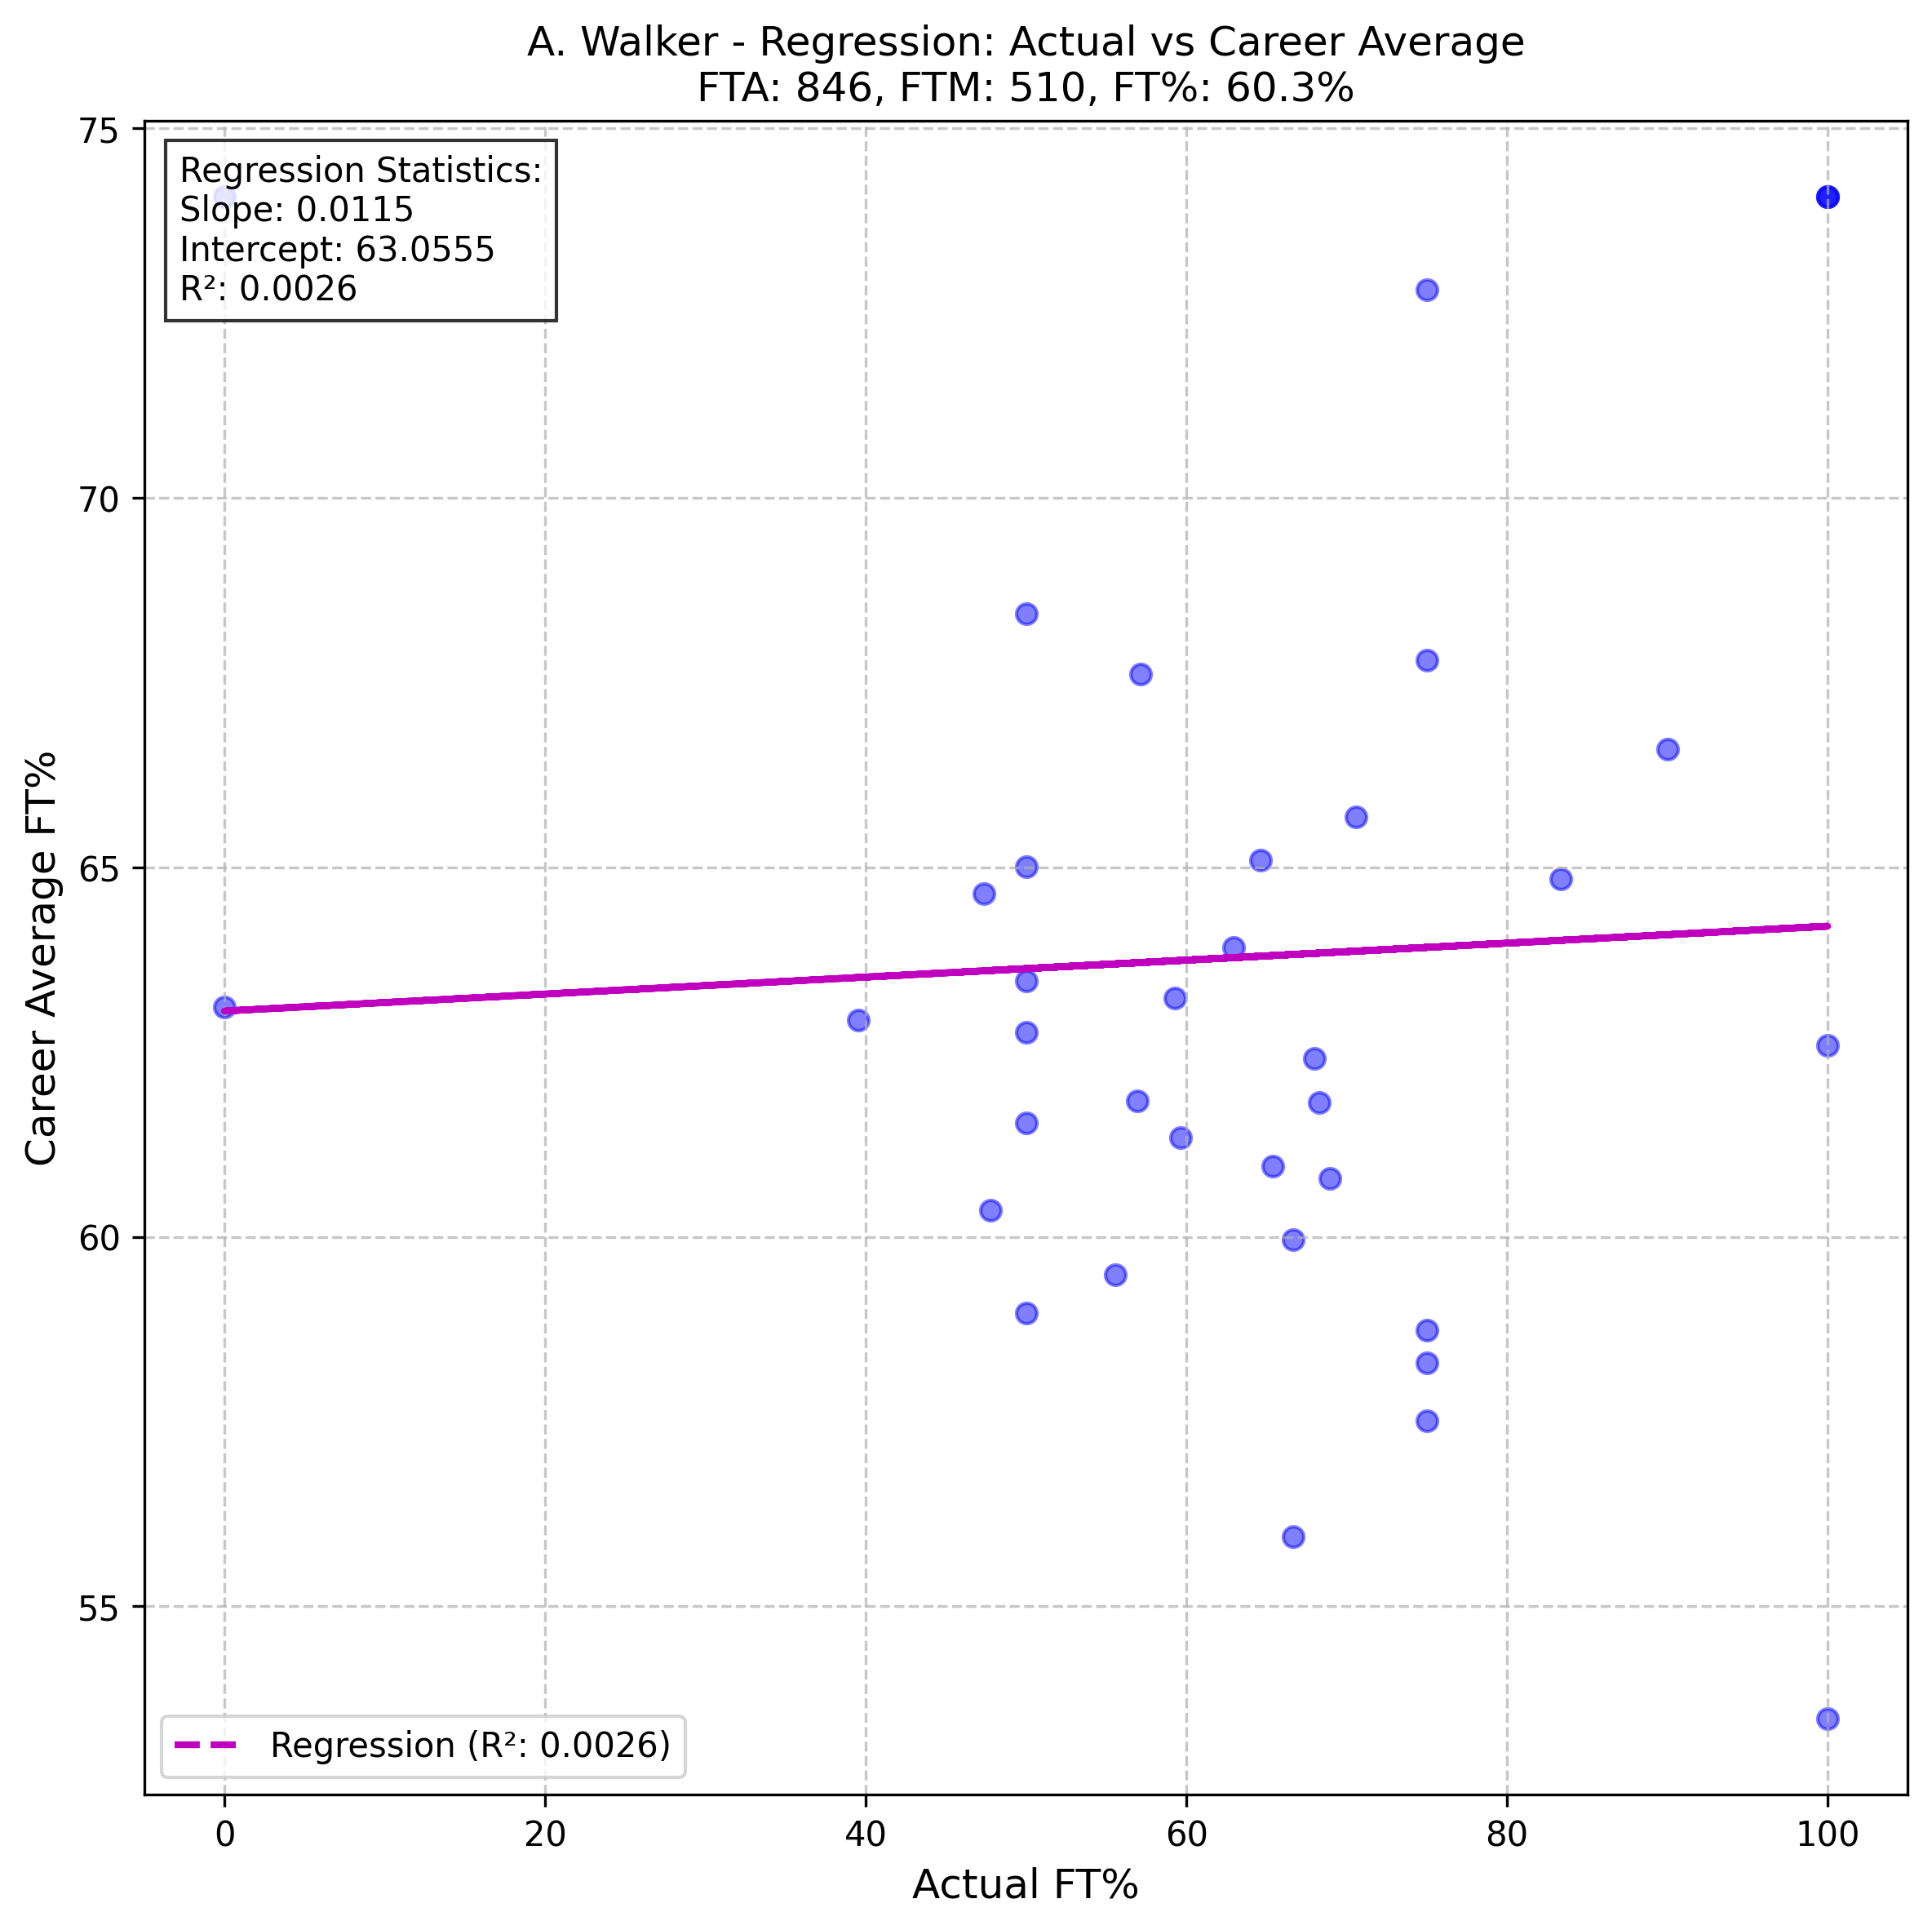 A. Walker - Regression: Actual vs Career Average
FTA: 846, FTM: 510, FT%: 60.3%
Regression Statistics:
Slope: 0.0115
Intercept: 63.0555
R²: 0.0026
75
70
65
60
55
Career Average FT%
Regression (R²: 0.0026)
0 20 40 60 80 100
Actual FT%